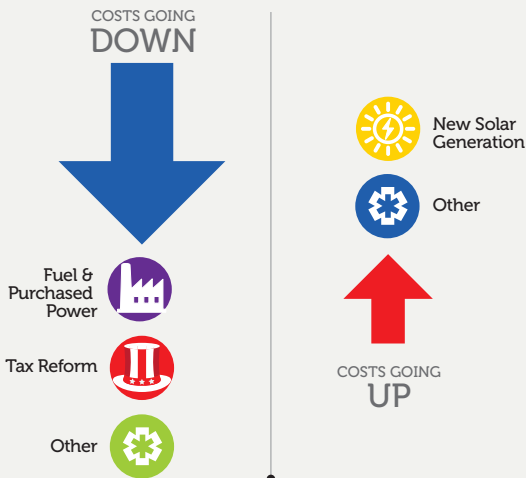 COSTS GOING
DOWN
Fuel &
Purchased
Power
Tax Reform
Other
New Solar
Generation
Other
COSTS GOING
UP